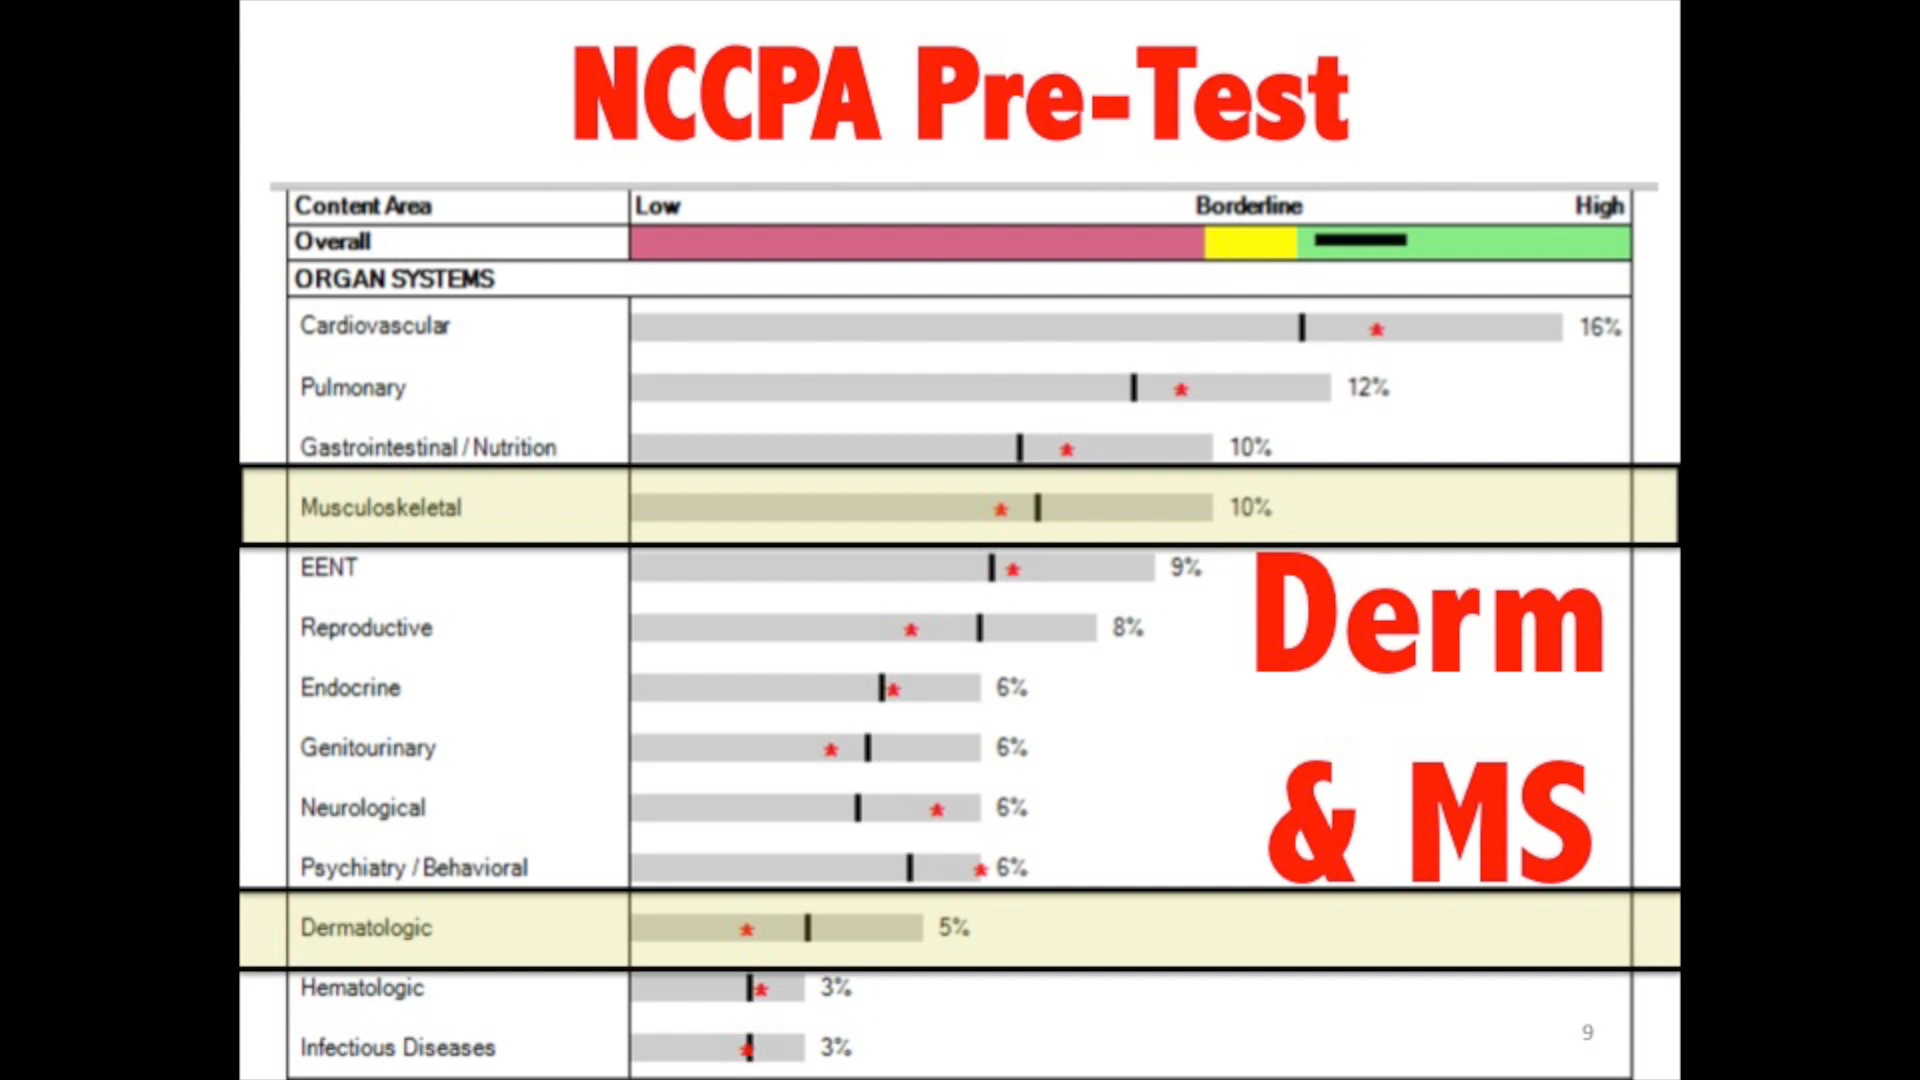 NCCPA Pre-Test
Content Area Low Borderline High
Overall
ORGAN SYSTEMS
Cardiovascular 16%
Pulmonary 12%
Gastrointestinal / Nutrition 10%
Musculoskeletal 10%
EENT 9%
Reproductive 8%
Endocrine 6%
Genitourinary 6%
Neurological 6%
Psychiatry / Behavioral 6%
Derm
& MS
Dermatologic 5%
Hematologic 3%
Infectious Diseases 3%
9